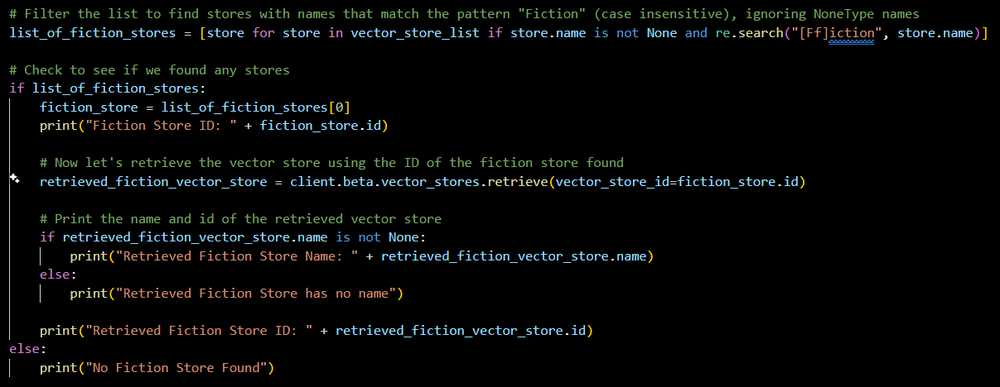 # Filter the list to find stores with names that match the pattern "Fiction" (case insensitive), ignoring NoneType names
list_of_fiction_stores = [store for store in vector_store_list if store.name is not None and re.search("[Ff]iction", store.name)]

# Check to see if we found any stores
if list_of_fiction_stores:
    fiction_store = list_of_fiction_stores[0]
    print("Fiction Store ID: " + fiction_store.id)

    # Now let's retrieve the vector store using the ID of the fiction store found
    retrieved_fiction_vector_store = client.beta.vector_stores.retrieve(vector_store_id=fiction_store.id)

    # Print the name and id of the retrieved vector store
    if retrieved_fiction_vector_store.name is not None:
        print("Retrieved Fiction Store Name: " + retrieved_fiction_vector_store.name)
    else:
        print("Retrieved Fiction Store has no name")

    print("Retrieved Fiction Store ID: " + retrieved_fiction_vector_store.id)
else:
    print("No Fiction Store Found")